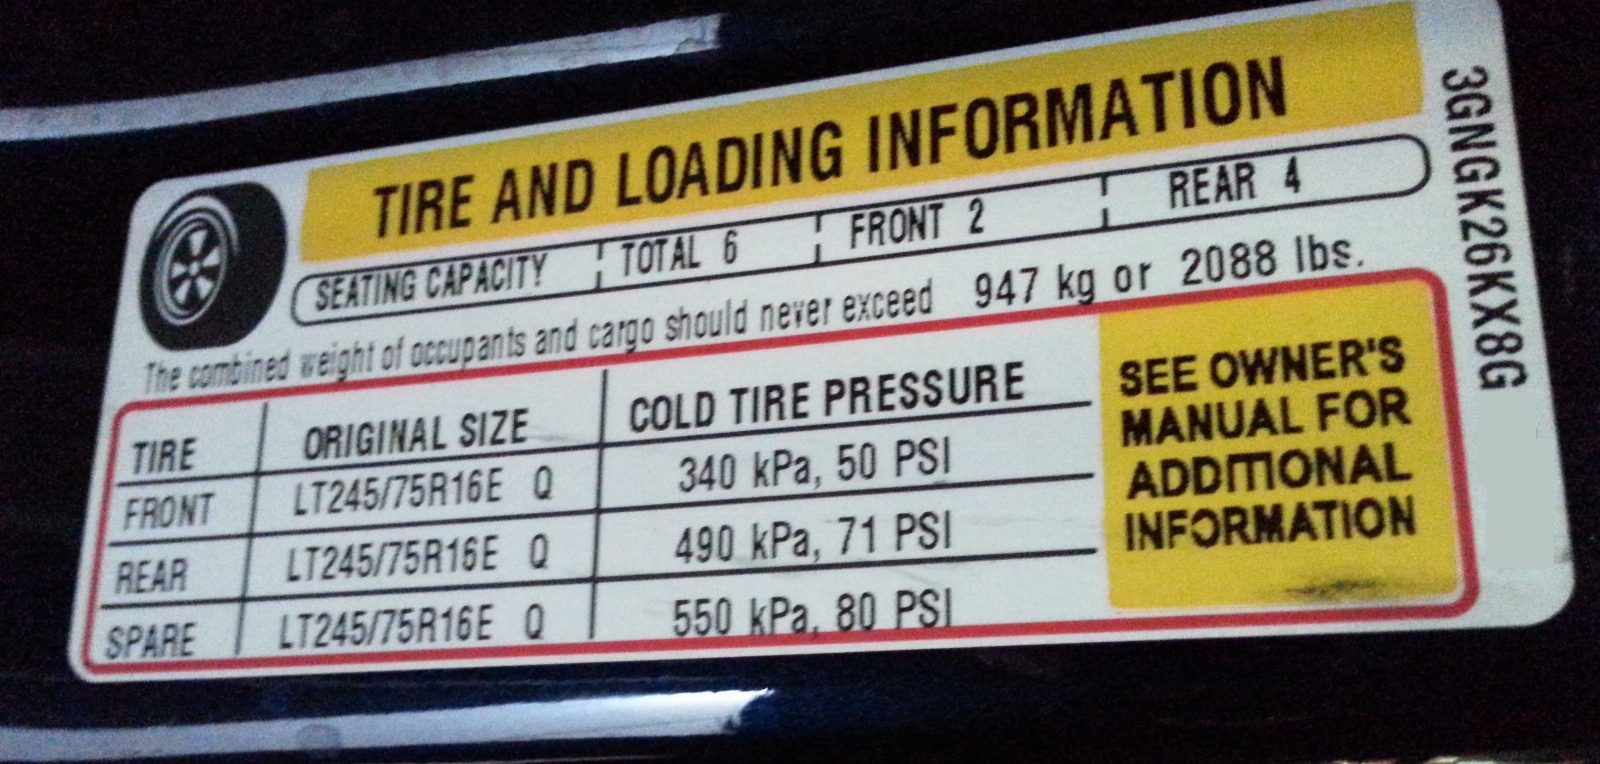 TIRE AND LOADING INFORMATION
SEATING CAPACITY TOTAL 6 FRONT 2 REAR 4
The combined weight of occupants and cargo should never exceed 947 kg or 2088 lbs.
TIRE ORIGINAL SIZE COLD TIRE PRESSURE
FRONT LT245/75R16E Q 340 kPa, 50 PSI
REAR LT245/75R16E Q 490 kPa, 71 PSI
SPARE LT245/75R16E Q 550 kPa, 80 PSI
SEE OWNER'S
MANUAL FOR
ADDITIONAL
INFORMATION
3GNGK26KX8G